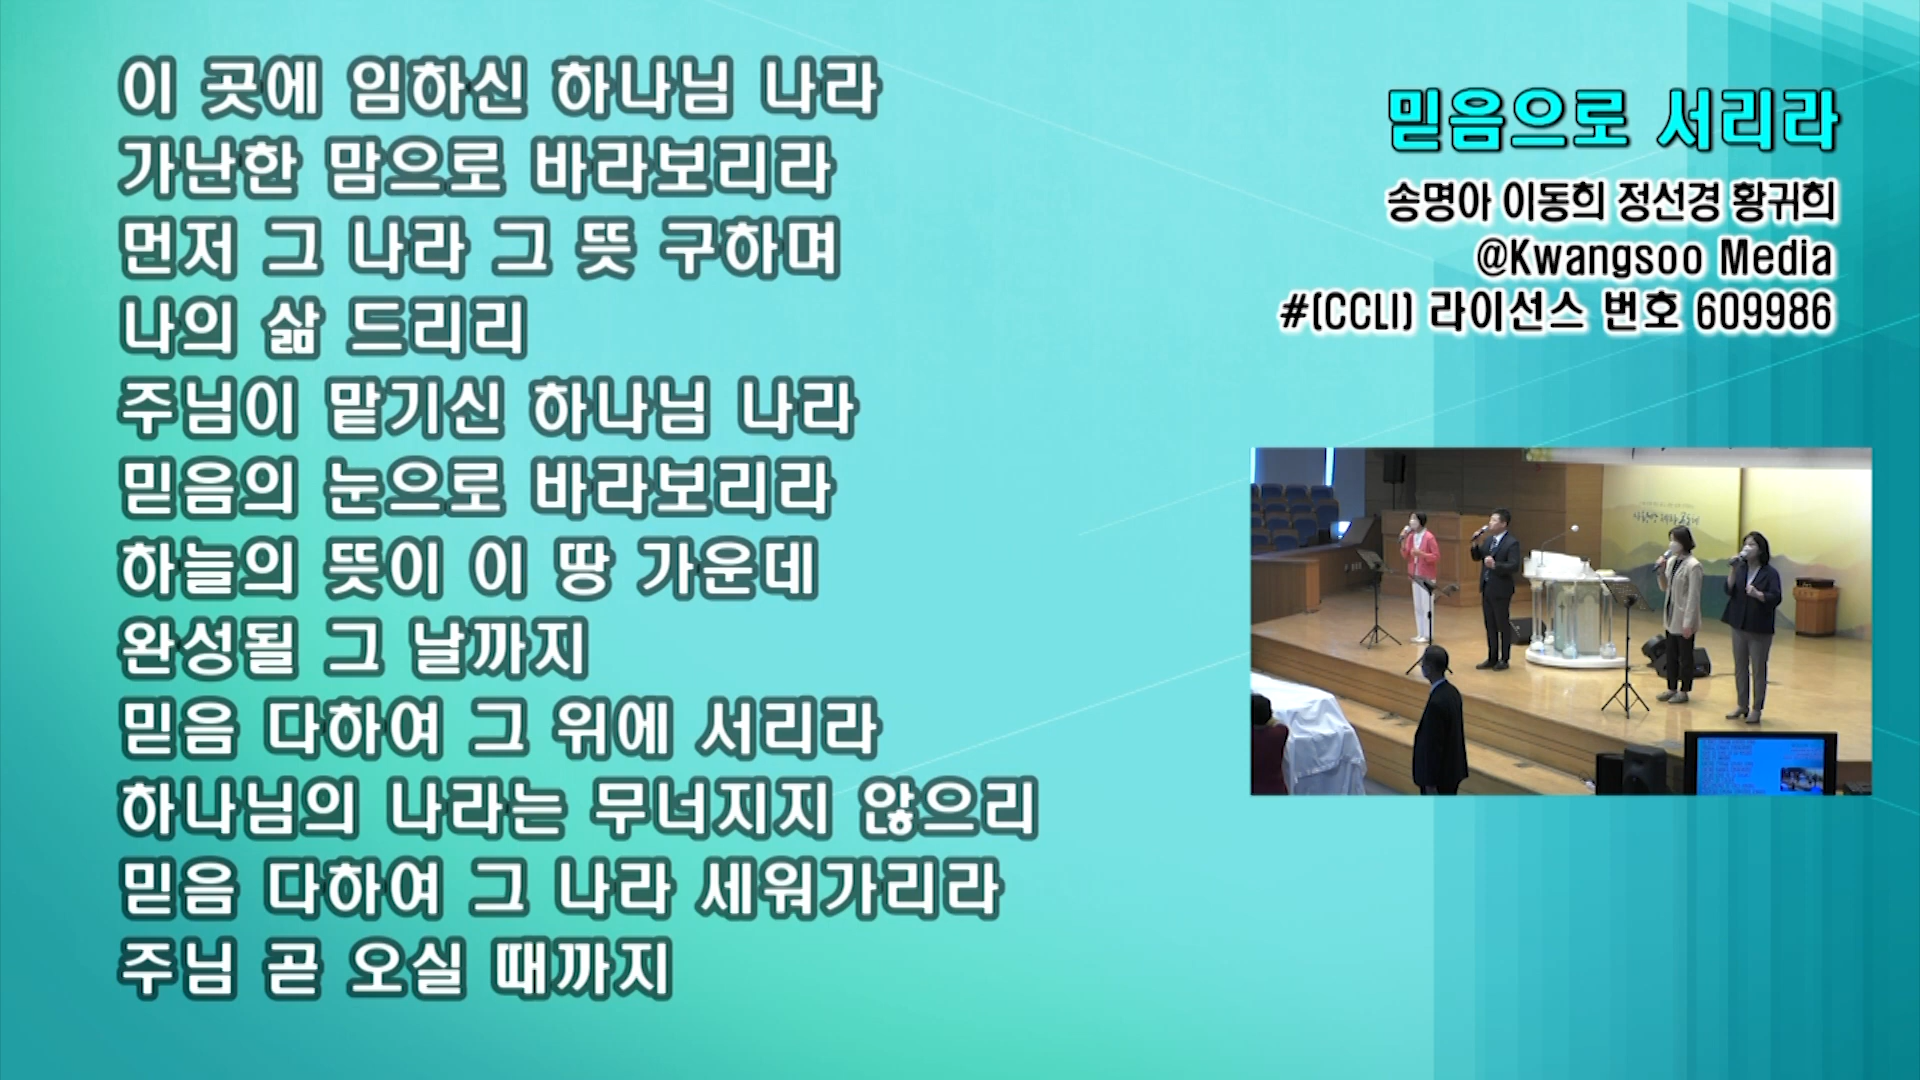 이 곳에 임하신 하나님 나라
가난한 맘으로 바라보리라
먼저 그 나라 그 뜻 구하며
나의 삶 드리리
주님이 맡기신 하나님 나라
믿음의 눈으로 바라보리라
하늘의 뜻이 이 땅 가운데
완성될 그 날까지
믿음 다하여 그 위에 서리라
하나님의 나라는 무너지지 않으리
믿음 다하여 그 나라 세워가리라
주님 곧 오실 때까지
믿음으로 서리라
송명아 이동희 정선경 황귀희
@Kwangsoo Media
#(CCLI) 라이선스 번호 609986